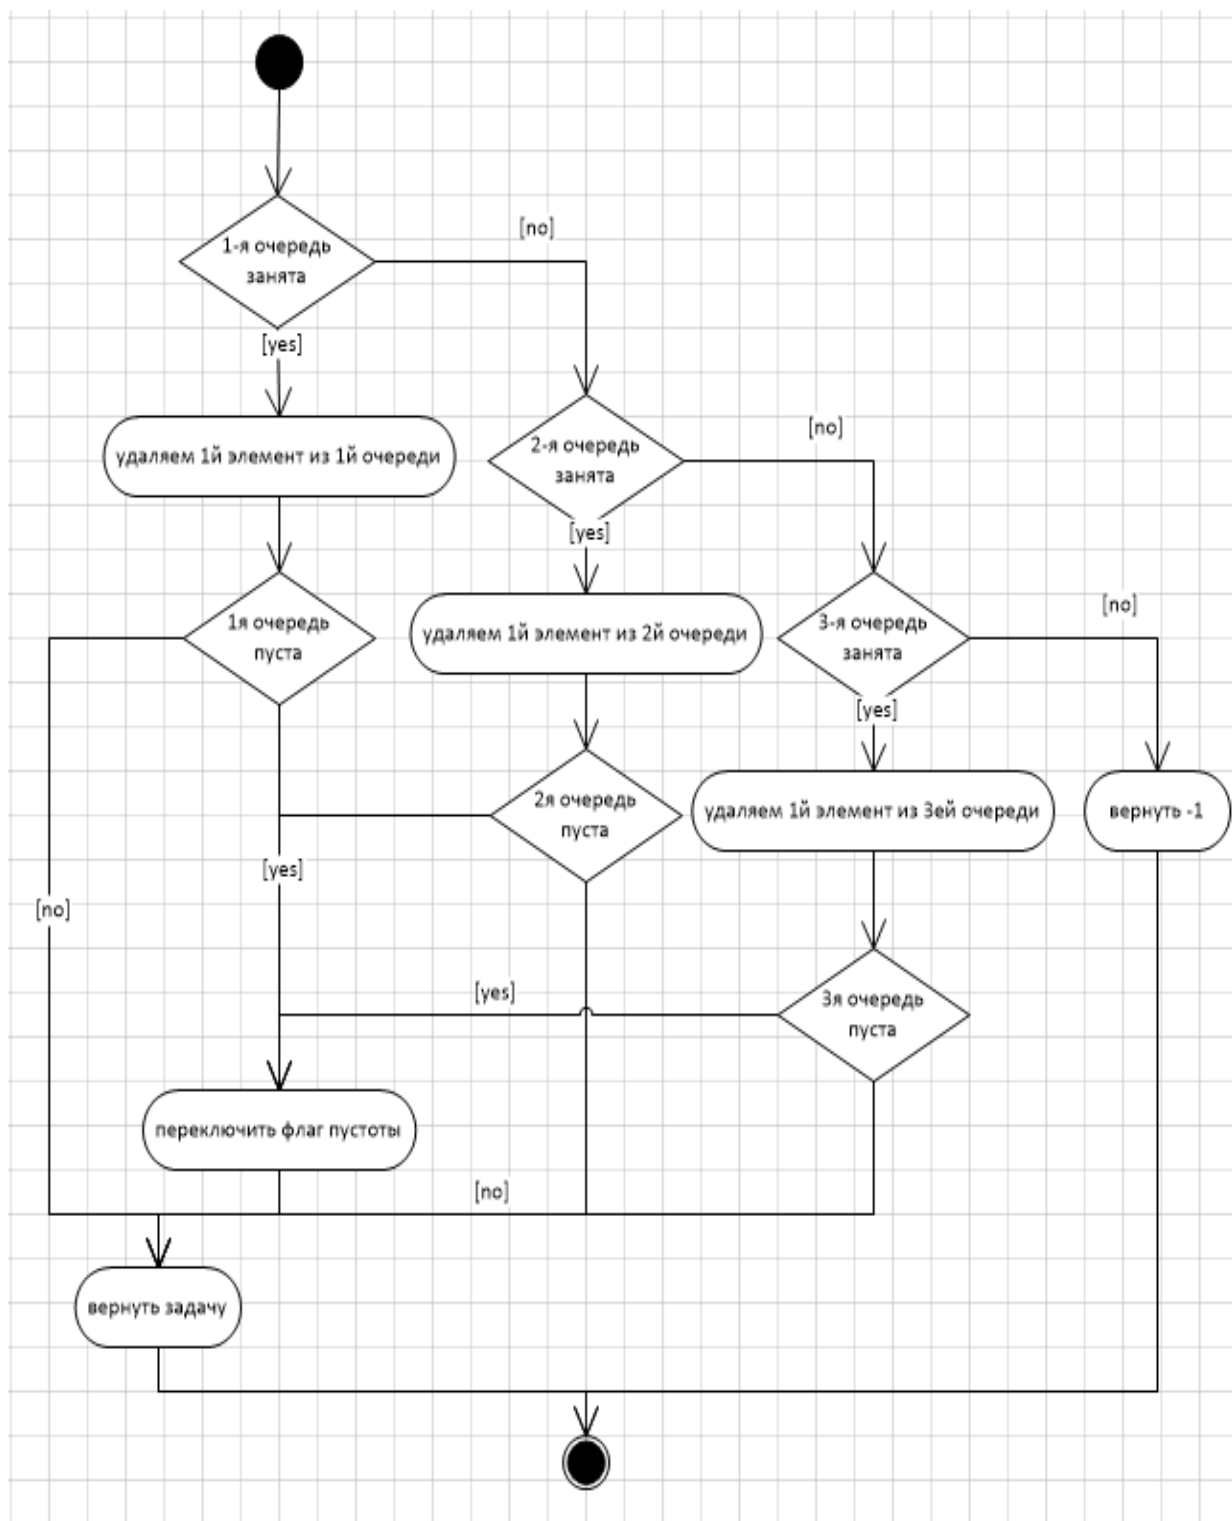 1-я очередь
занята
[no]
[yes]
удаляем 1й элемент из 1й очереди
2-я очередь
занята
[no]
[yes]
1я очередь
пуста
удаляем 1й элемент из 2й очереди
3-я очередь
занята
[no]
[yes]
2я очередь
пуста
удаляем 1й элемент из 3ей очереди
вернуть -1
[yes]
[no]
[yes]
3я очередь
пуста
переключить флаг пустоты
[no]
вернуть задачу